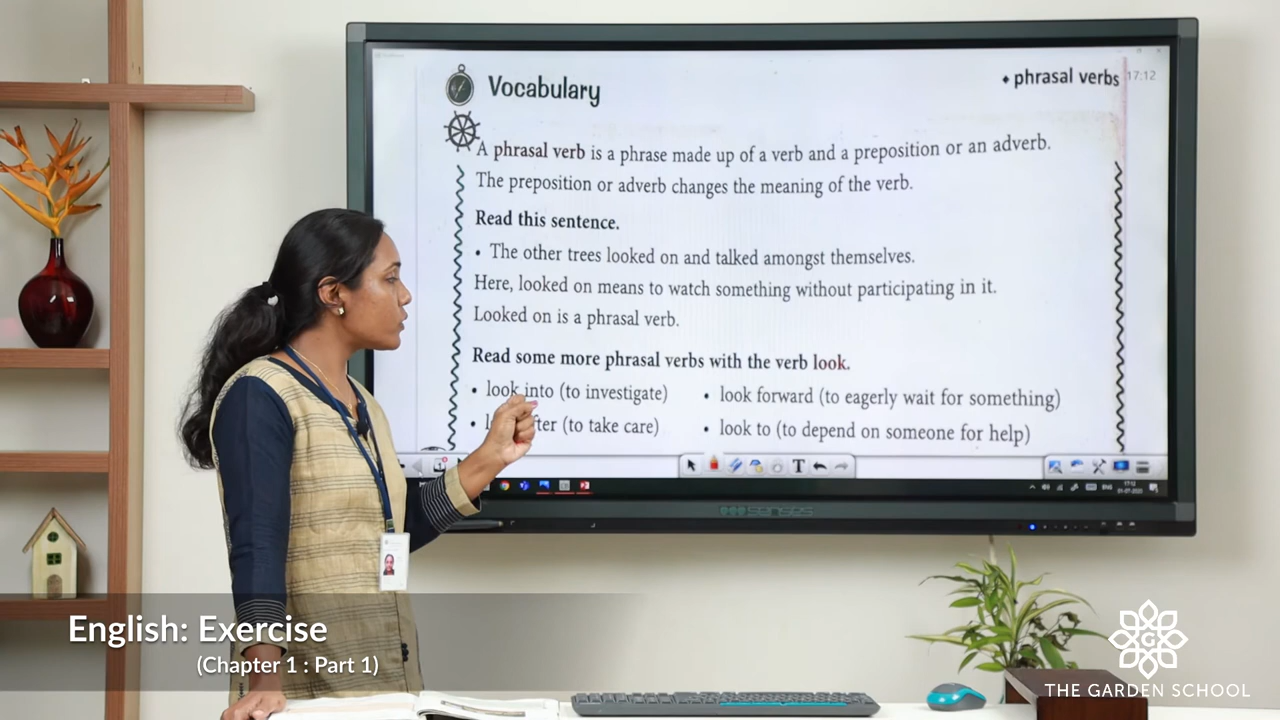 Vocabulary
♦ phrasal verbs
17:12
A phrasal verb is a phrase made up of a verb and a preposition or an adverb.
The preposition or adverb changes the meaning of the verb.
Read this sentence.
• The other trees looked on and talked amongst themselves.
Here, looked on means to watch something without participating in it.
Looked on is a phrasal verb.
Read some more phrasal verbs with the verb look.
• look into (to investigate)
• look forward (to eagerly wait for something)
(to take care)
• look to (to depend on someone for help)
T
17:12
senses
English: Exercise
(Chapter 1 : Part 1)
G
THE GARDEN SCHOOL